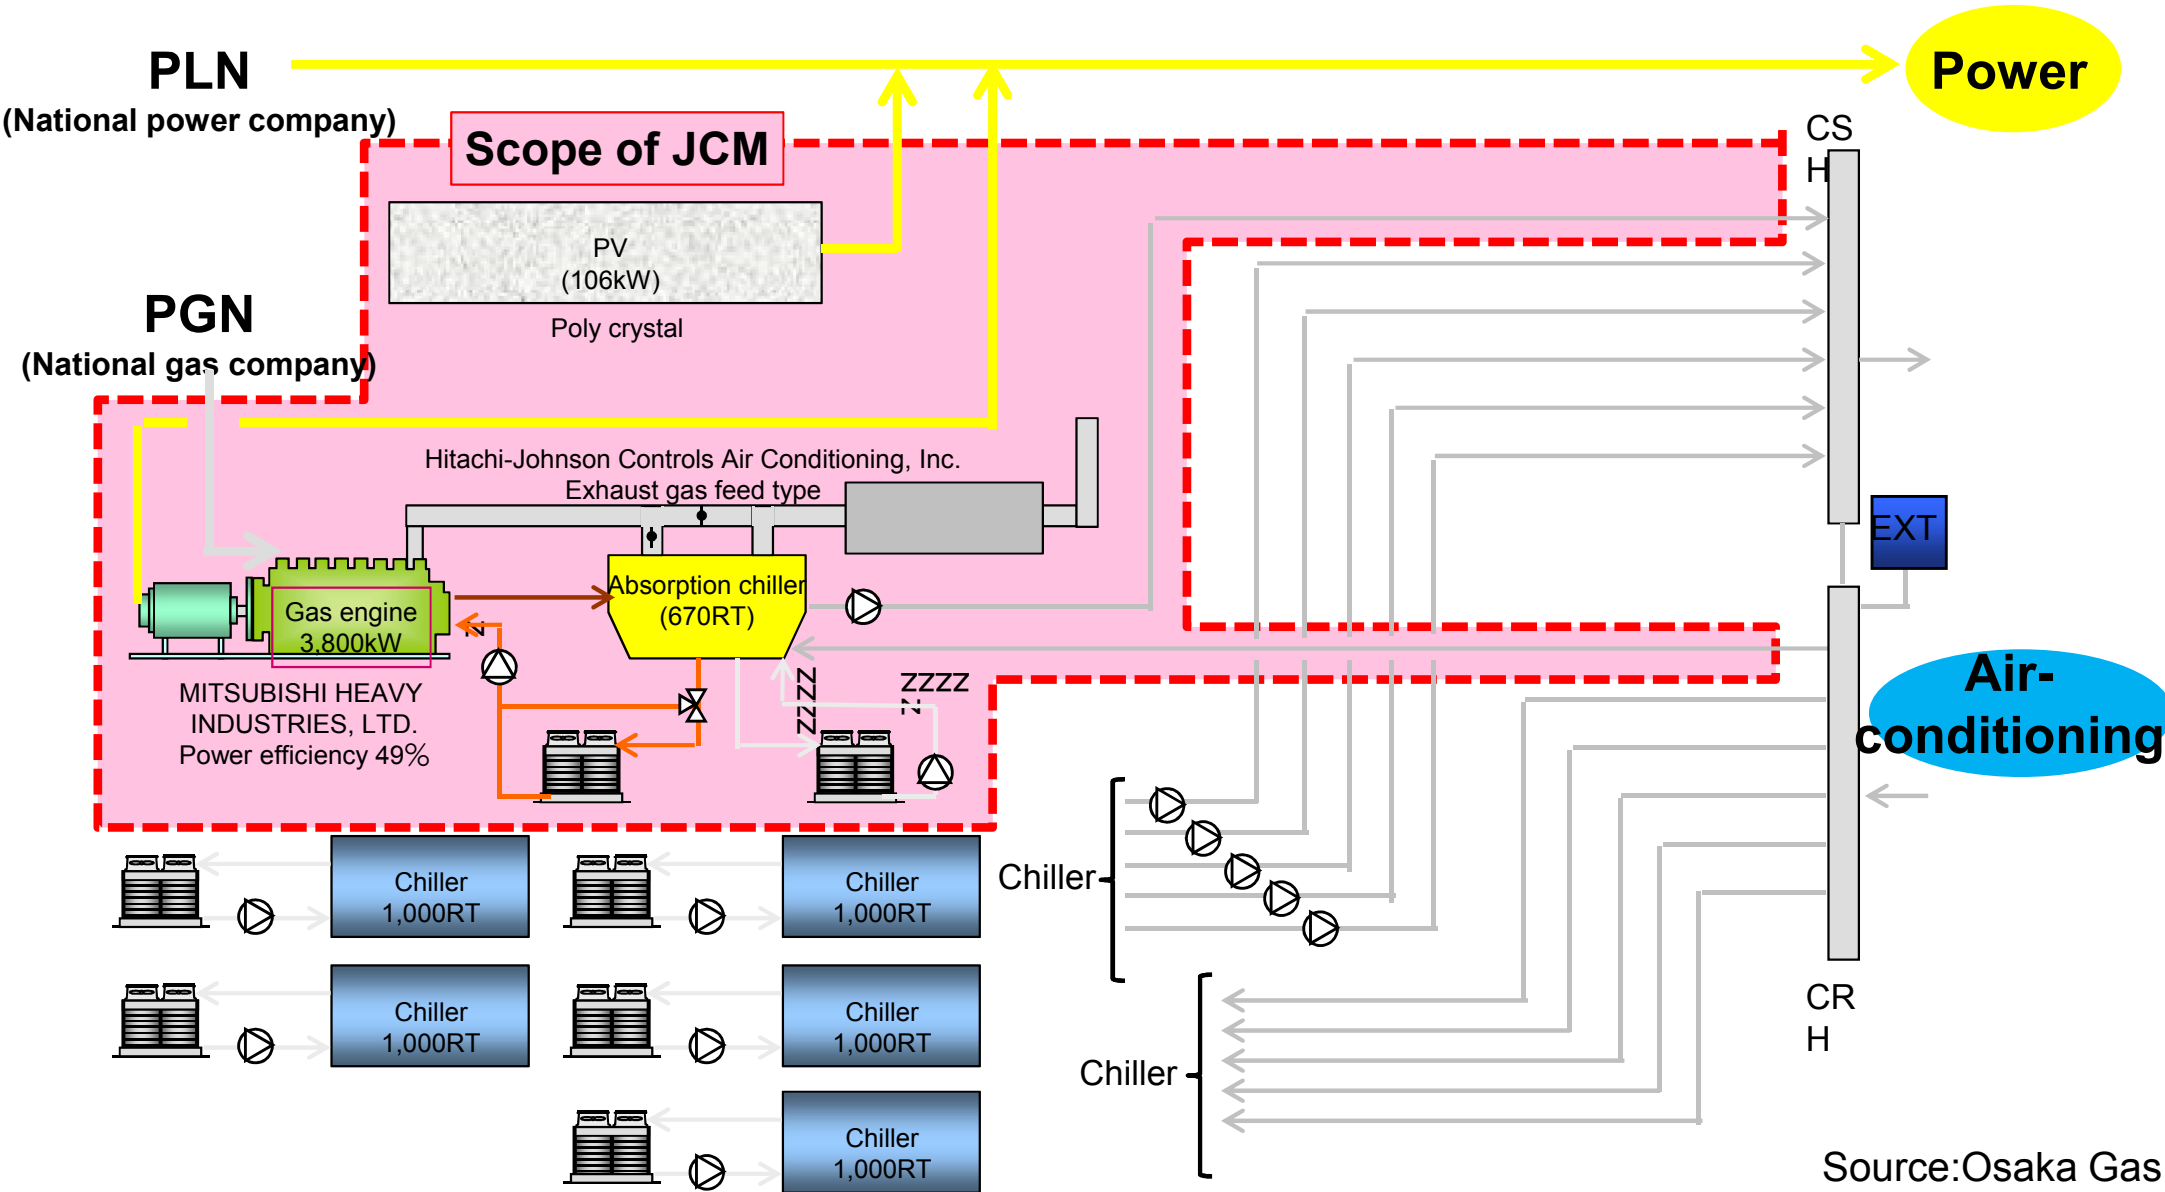 PLN
(National power company)
Power
Scope of JCM
CS
H
PV
(106kW)
Poly crystal
PGN
(National gas company)
Hitachi-Johnson Controls Air Conditioning, Inc.
Exhaust gas feed type
EXT
Absorption chiller
(670RT)
Gas engine
3,800kW
Z
MITSUBISHI HEAVY
INDUSTRIES, LTD.
Power efficiency 49%
ZZZZ
ZZZZ
Z
Air-
conditioning
Chiller
1,000RT
Chiller
1,000RT
Chiller
Chiller
1,000RT
Chiller
1,000RT
CR
H
Chiller
Chiller
1,000RT
Source:Osaka Gas